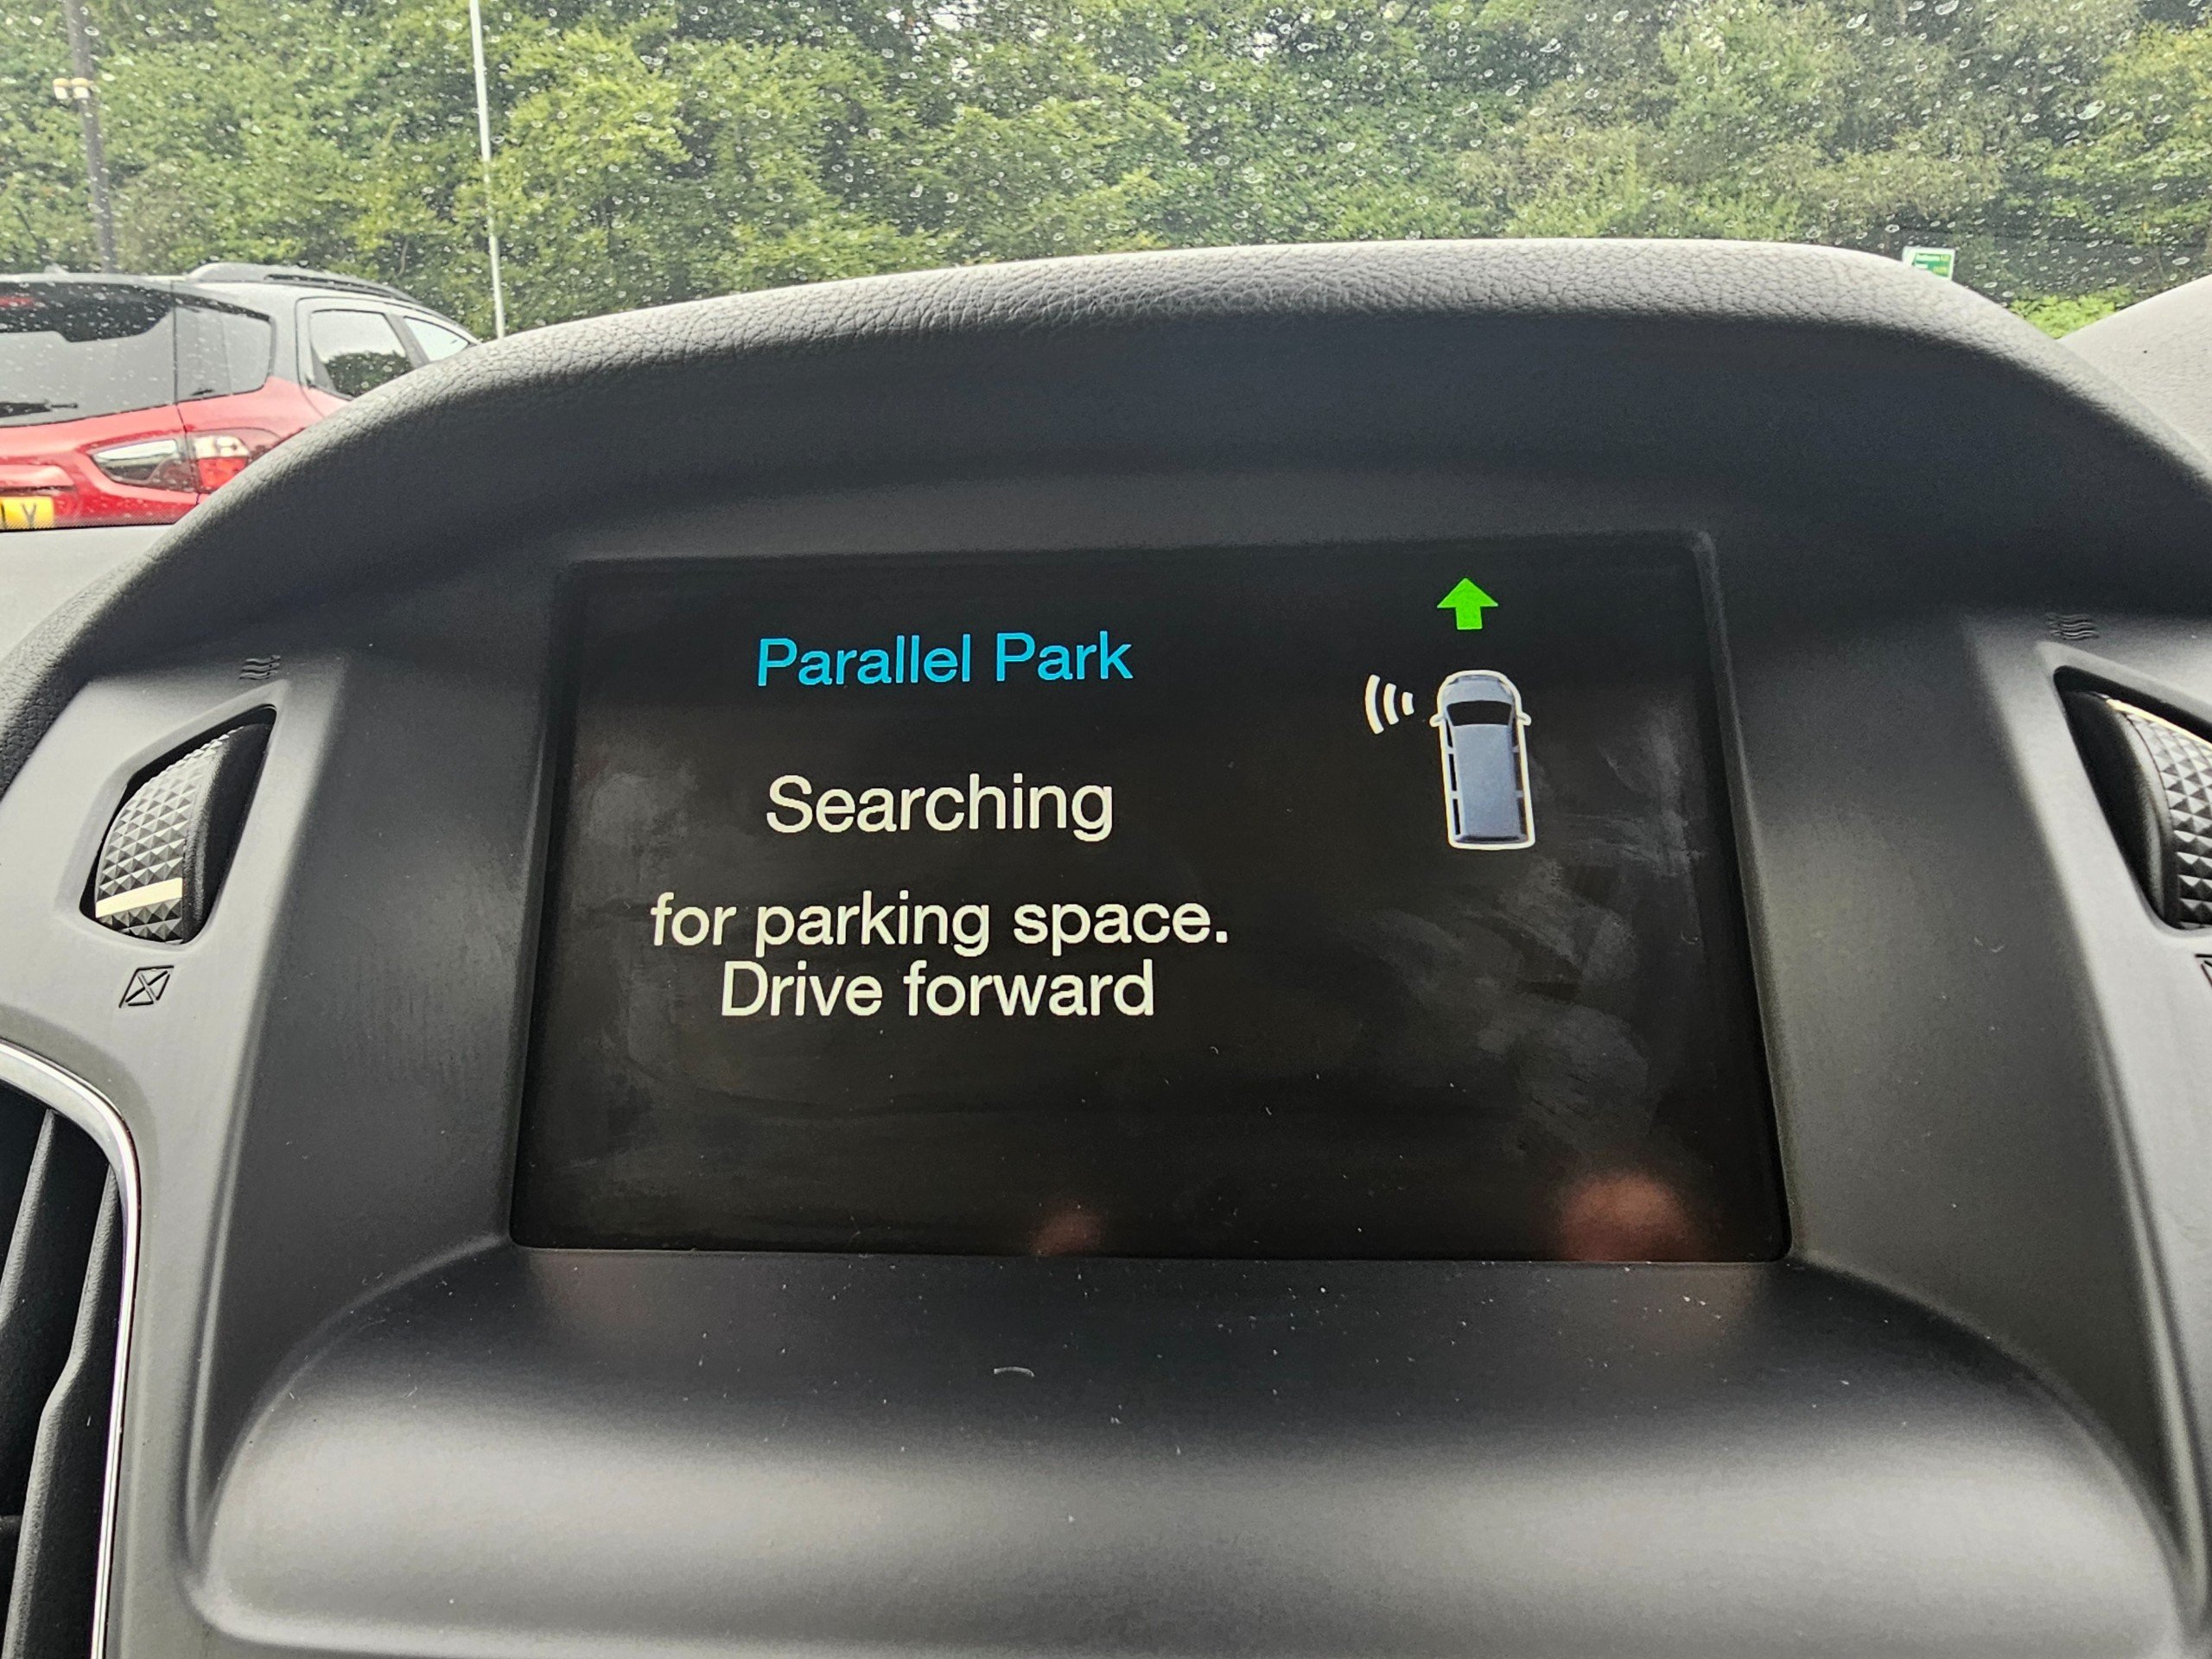 Parallel Park
Searching
for parking space.
Drive forward
Y